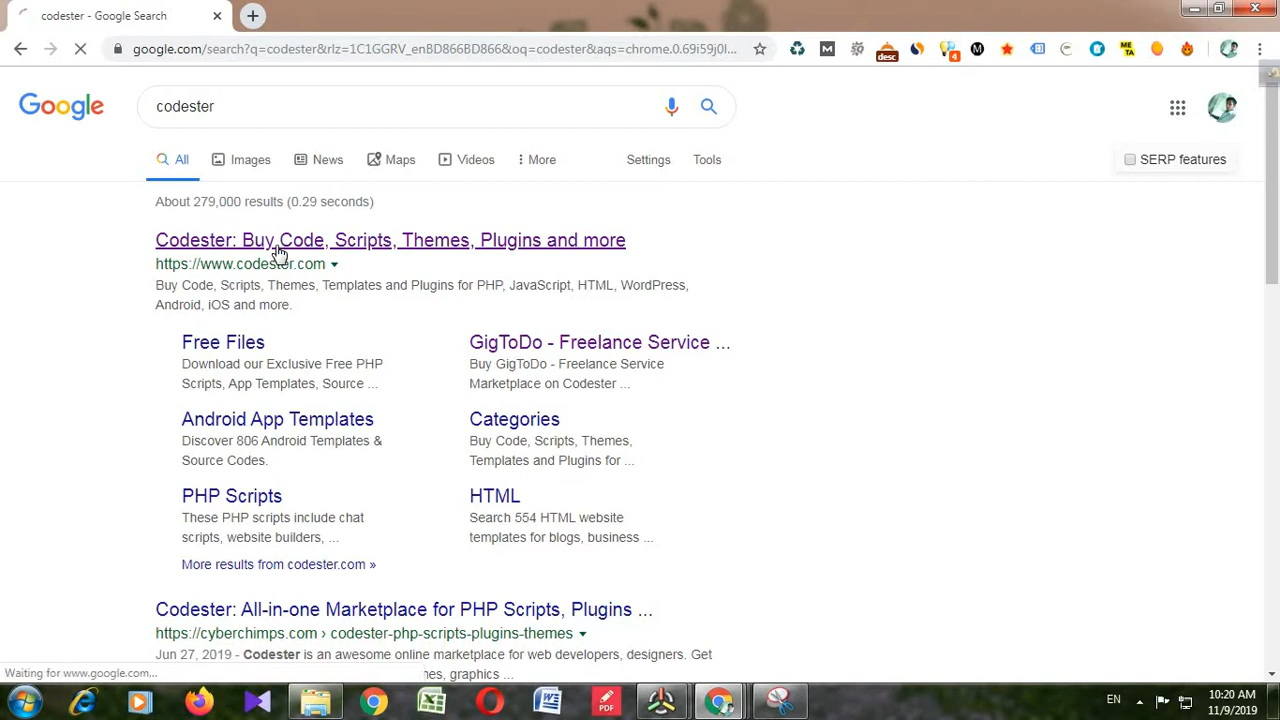 codester - Google Search
google.com/search?q=codester&rlz=1C1GGRV_enBD866BD866&oq=codester&aqs=chrome.0.69i59j0l...
desc
4
META
Google
codester
All Images News Maps Videos More Settings Tools
SERP features
About 279,000 results (0.29 seconds)
Codester: Buy Code, Scripts, Themes, Plugins and more
https://www.codester.com
Buy Code, Scripts, Themes, Templates and Plugins for PHP, JavaScript, HTML, WordPress,
Android, iOS and more.
Free Files
Download our Exclusive Free PHP
Scripts, App Templates, Source ...
GigToDo - Freelance Service ...
Buy GigToDo - Freelance Service
Marketplace on Codester ...
Android App Templates
Discover 806 Android Templates &
Source Codes.
Categories
Buy Code, Scripts, Themes,
Templates and Plugins for ...
PHP Scripts
These PHP scripts include chat
scripts, website builders, ...
HTML
Search 554 HTML website
templates for blogs, business ...
More results from codester.com »
Codester: All-in-one Marketplace for PHP Scripts, Plugins ...
https://cyberchimps.com › codester-php-scripts-plugins-themes
Jun 27, 2019 - Codester is an awesome online marketplace for web developers, designers. Get
Waiting for www.google.com...
nes, graphics ...
PDF
EN
10:20 AM
11/9/2019